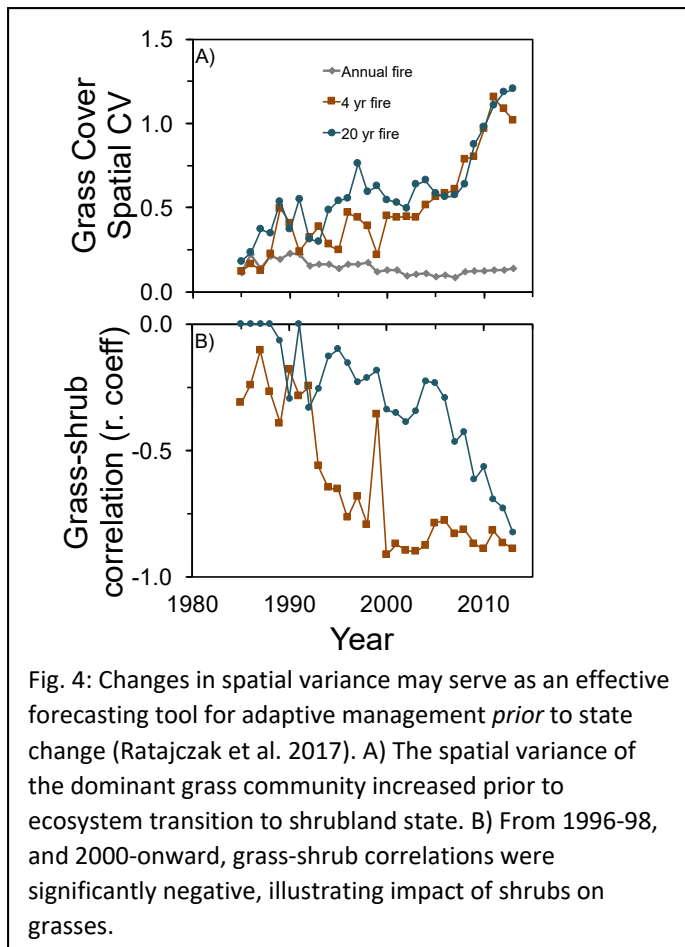 1.5
A)
Annual fire
4 yr fire
20 yr fire
1.0
0.5
0.0
Grass Cover
Spatial CV
0.0
B)
-0.5
-1.0
Grass-shrub
correlation (r. coeff)
1980 1990 2000 2010
Year
Fig. 4: Changes in spatial variance may serve as an effective
forecasting tool for adaptive management prior to state
change (Ratajczak et al. 2017). A) The spatial variance of
the dominant grass community increased prior to
ecosystem transition to shrubland state. B) From 1996-98,
and 2000-onward, grass-shrub correlations were
significantly negative, illustrating impact of shrubs on
grasses.